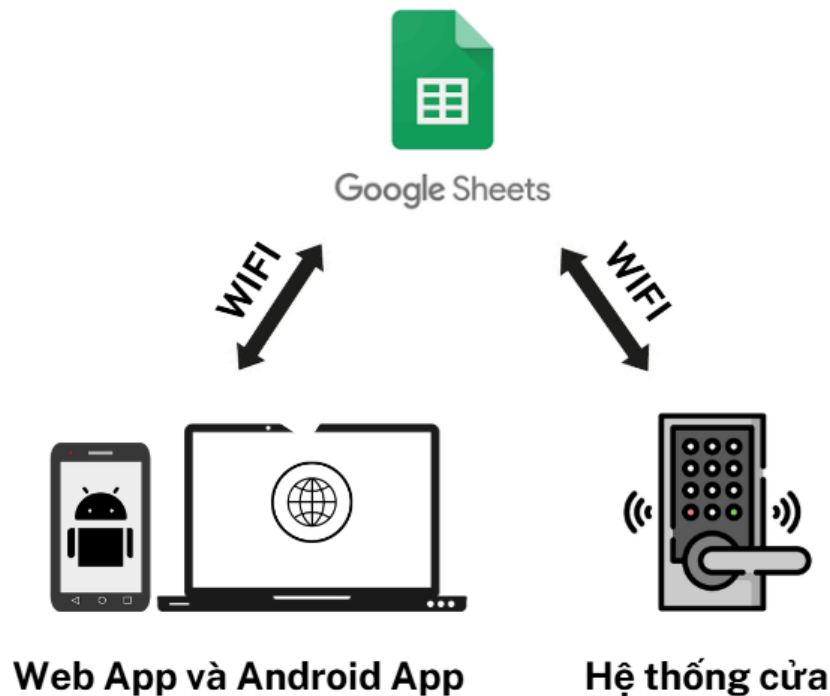 Google Sheets
WIFI
WIFI
Web App và Android App
Hệ thống cửa